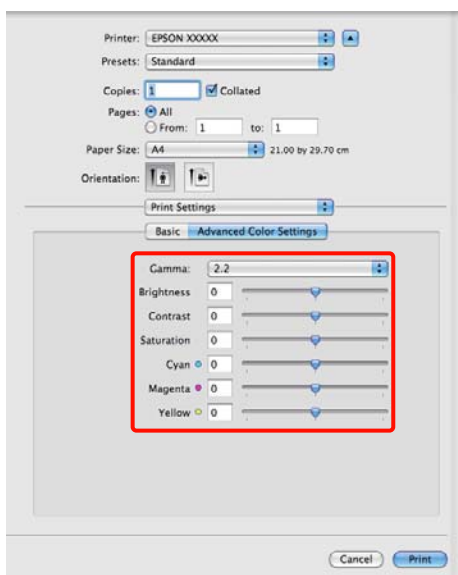 Printer: EPSON XXXXX
Presets: Standard
Copies: 1 Collated
Pages: All
From: 1 to: 1
Paper Size: A4 21.00 by 29.70 cm
Orientation:
Print Settings
Basic Advanced Color Settings
Gamma: 2.2
Brightness 0
Contrast 0
Saturation 0
Cyan 0
Magenta 0
Yellow 0
Cancel Print